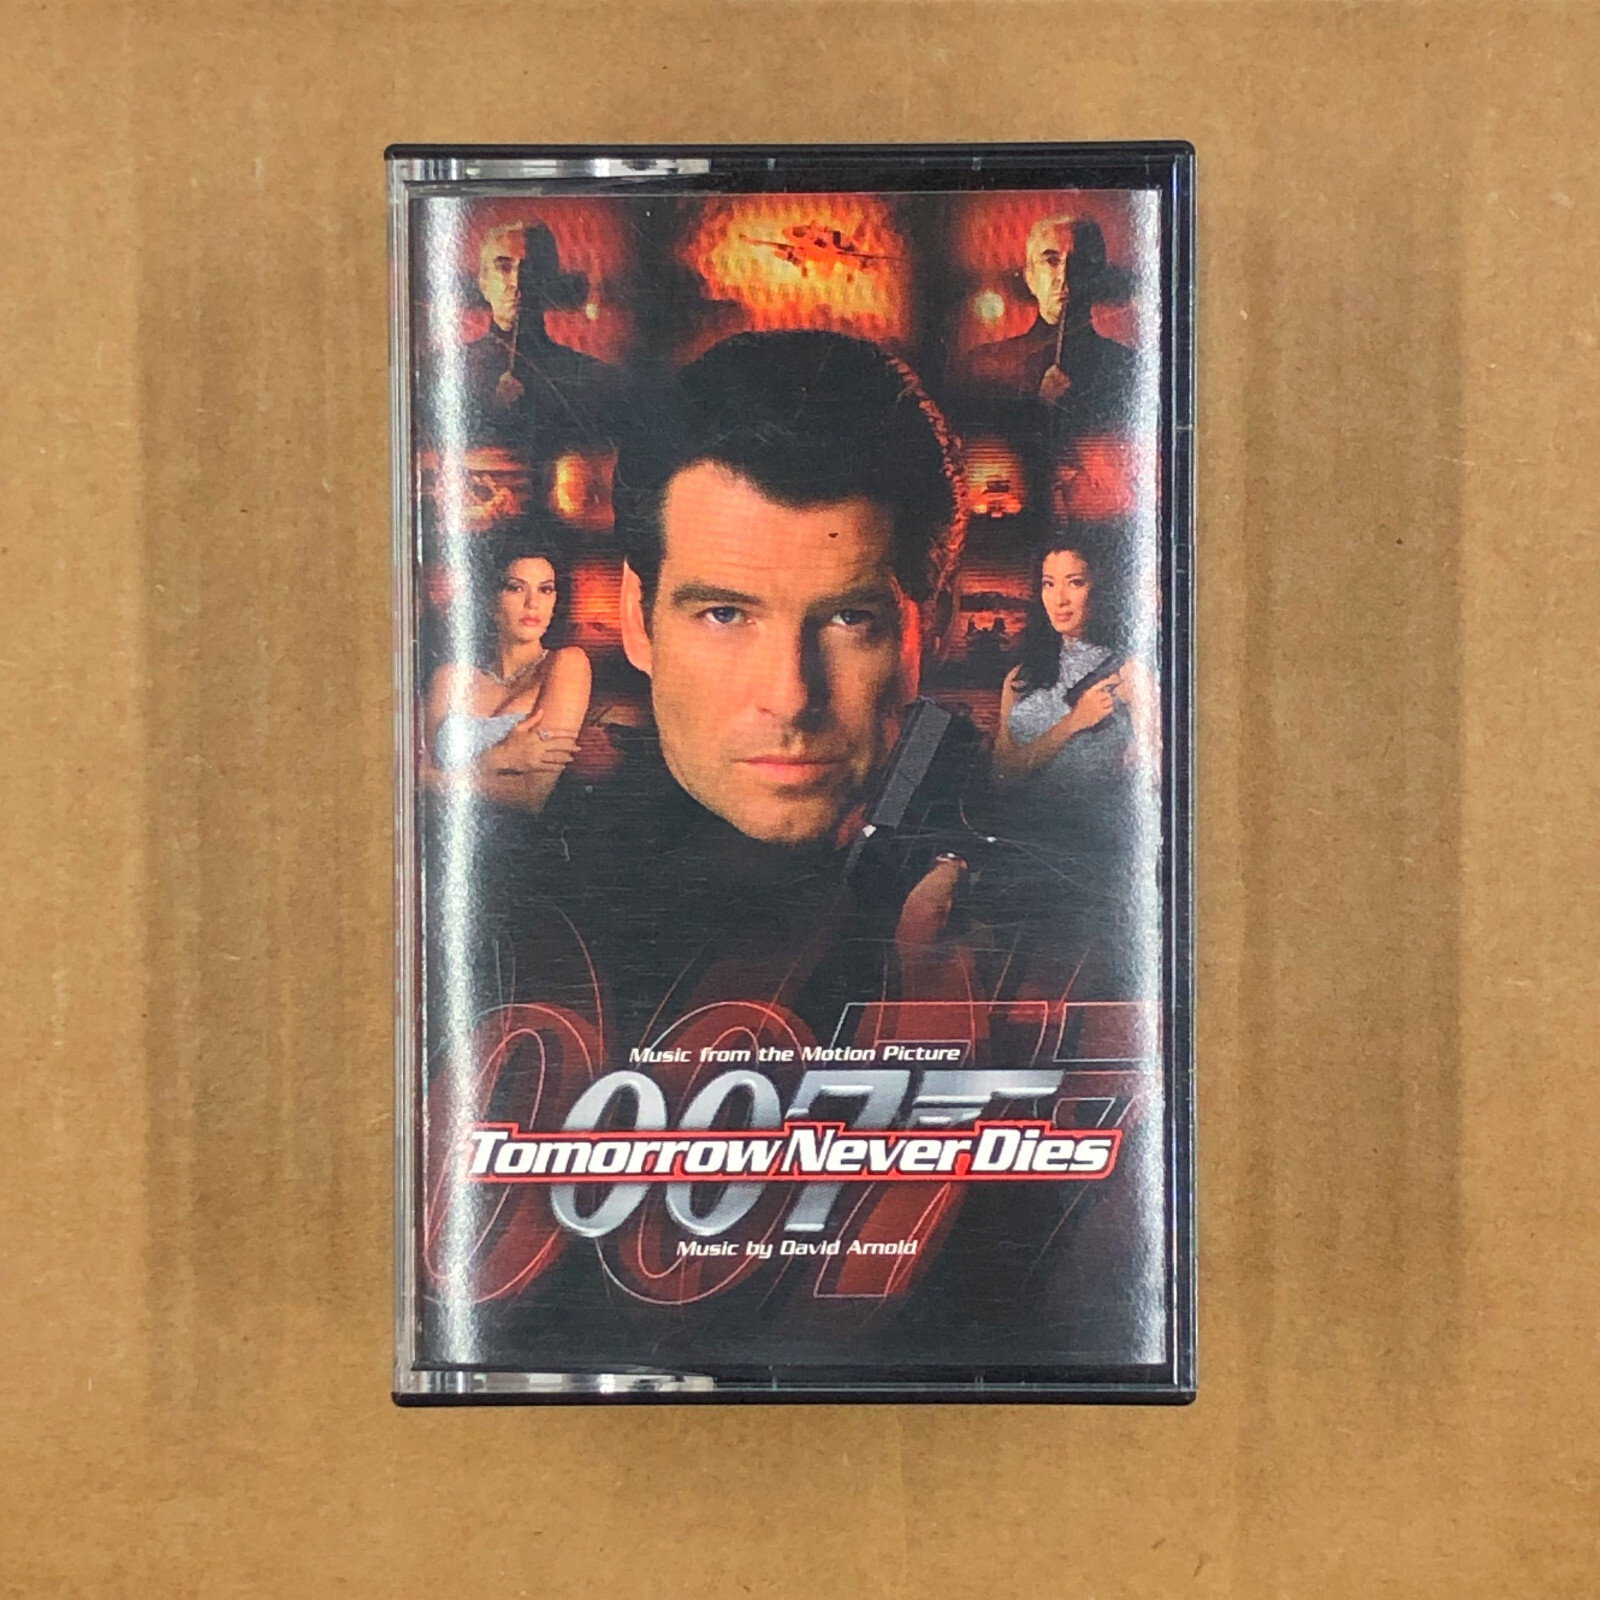 Music from the Motion Picture
007
Tomorrow Never Dies
Music by David Arnold